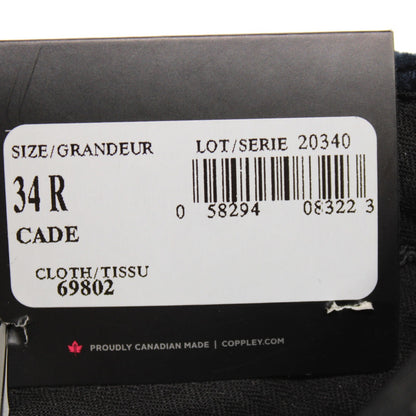 SIZE/GRANDEUR LOT/SERIE 20340
34 R
CADE
0 58294 08322 3
CLOTH/TISSU
69802
PROUDLY CANADIAN MADE | COPPLEY.COM